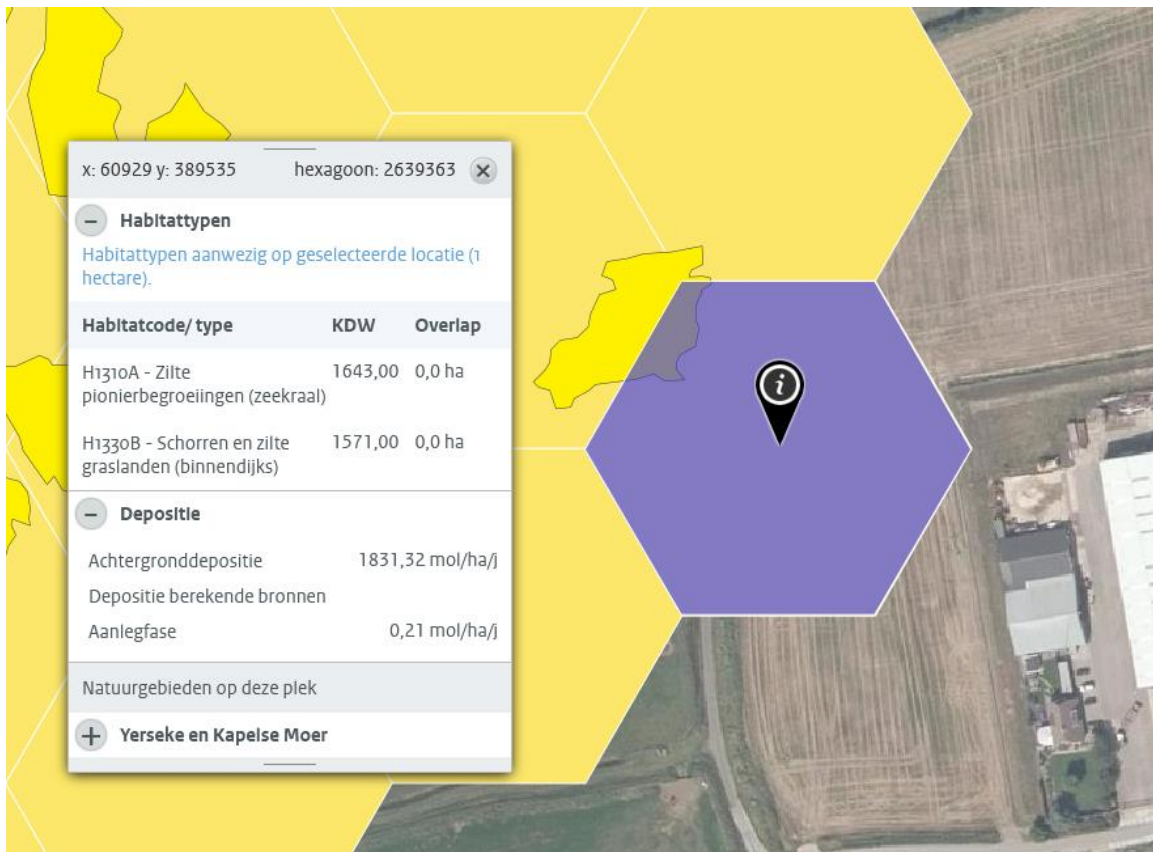 x: 60929 y: 389535 hexagoon: 2639363
Habitattypen
Habitattypen aanwezig op geselecteerde locatie (1
hectare).
Habitatcode/ type KDW Overlap
H1310A - Zilte 1643,00 0,0 ha
pionierbegroeiingen (zeekraal)
H1330B - Schorren en zilte 1571,00 0,0 ha
graslanden (binnendijks)
Depositie
Achtergronddepositie 1831,32 mol/ha/j
Depositie berekende bronnen
Aanlegfase 0,21 mol/ha/j
Natuurgebieden op deze plek
Yerseke en Kapelse Moer